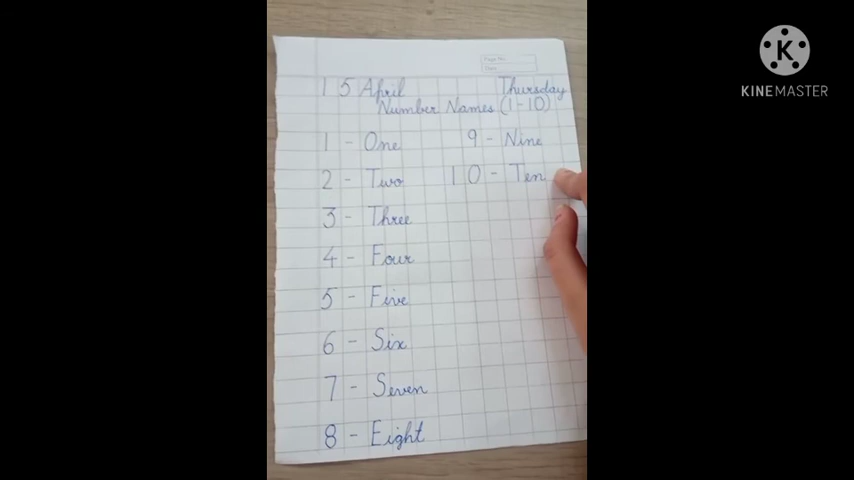 15 April Thursday
Number Names (1-10)
1 - One
2 - Two
3 - Three
4 - Four
5 - Five
6 - Six
7 - Seven
8 - Eight
9 - Nine
10 - Ten
K
KINEMASTER